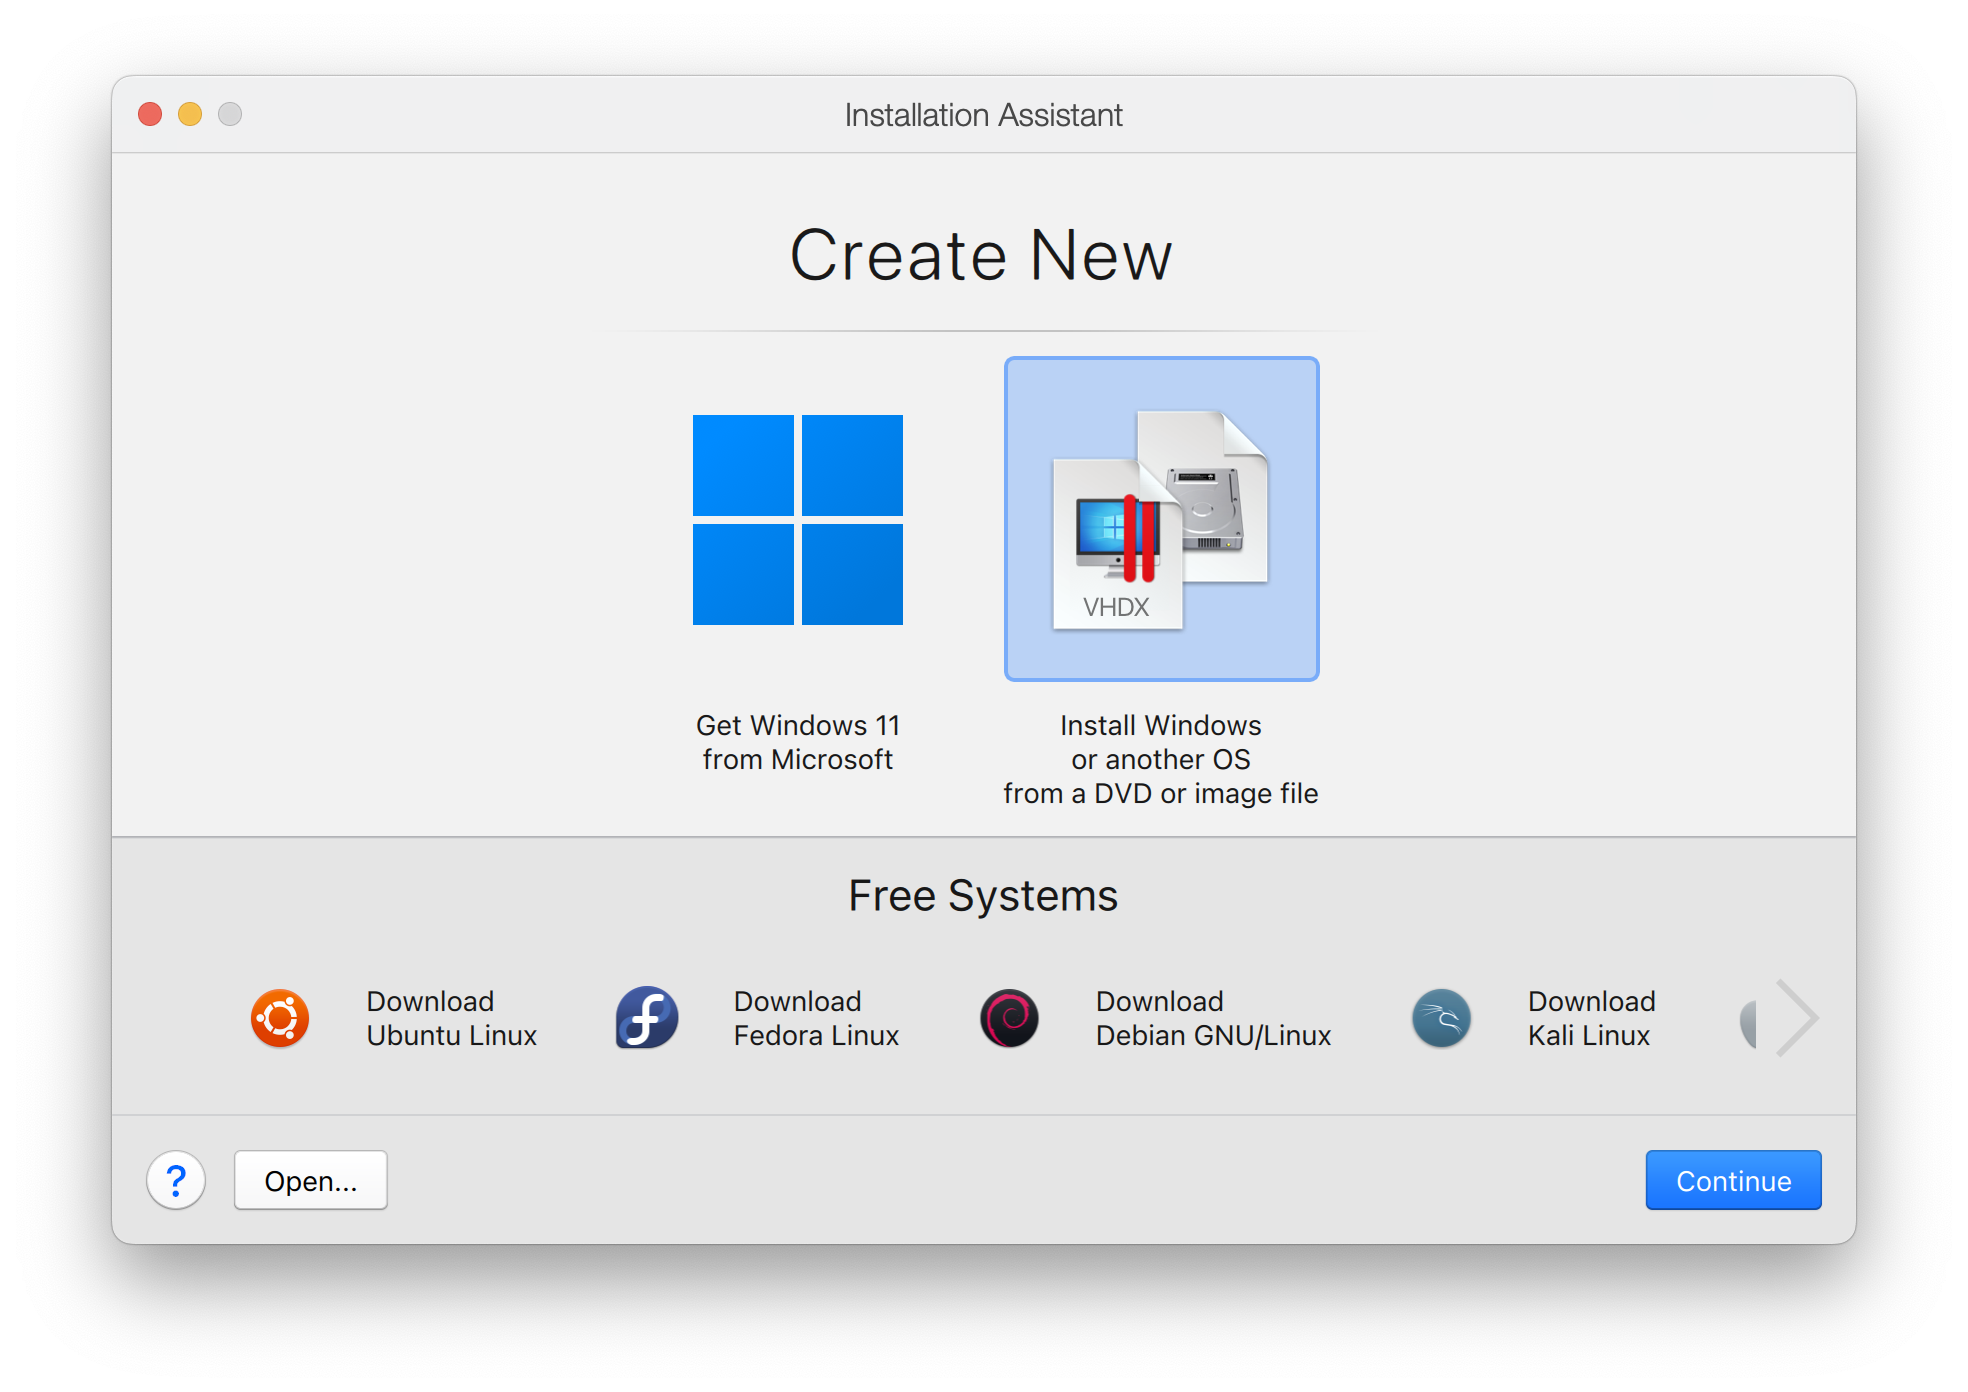 Installation Assistant
Create New
VHDX
Get Windows 11
from Microsoft
Install Windows
or another OS
from a DVD or image file
Free Systems
Download
Ubuntu Linux
Download
Fedora Linux
Download
Debian GNU/Linux
Download
Kali Linux
?
Open...
Continue